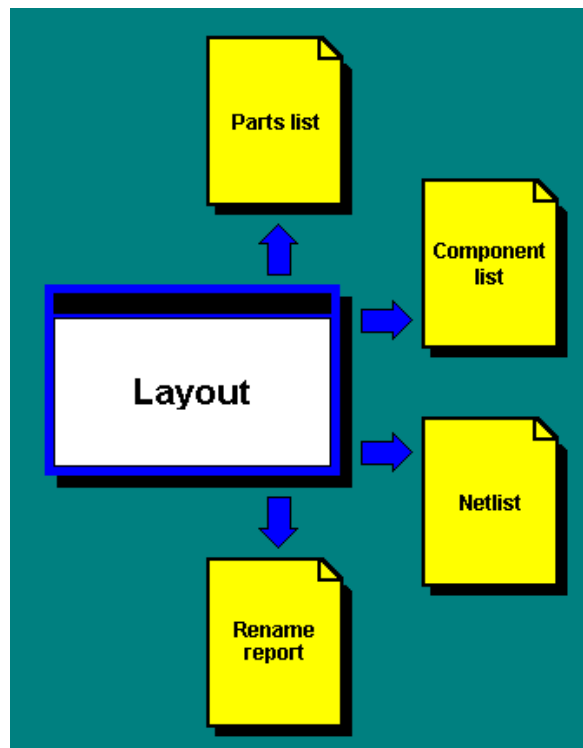 Parts list
Component
list
Layout
Netlist
Rename
report